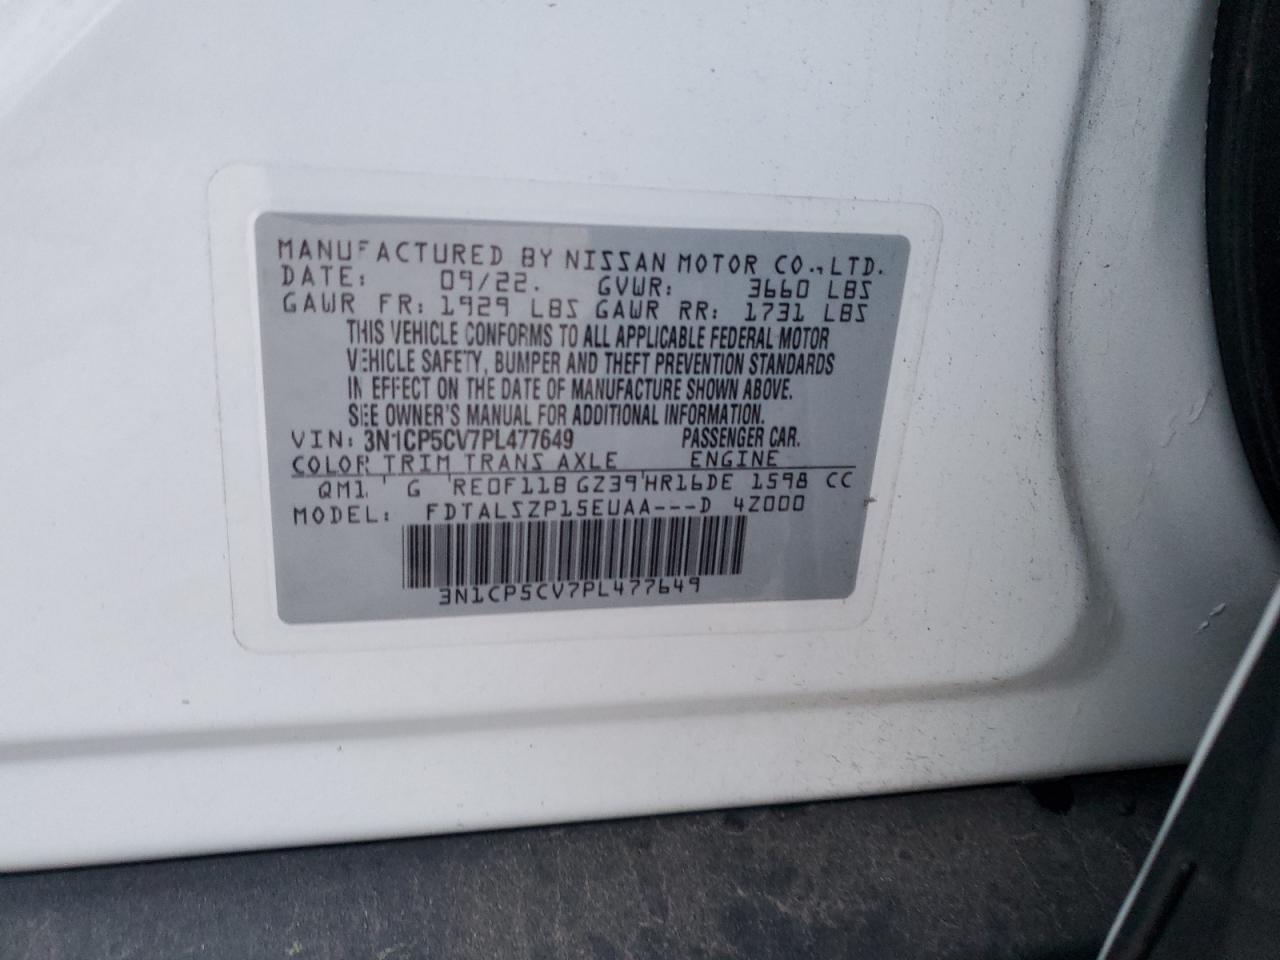 MANUFACTURED BY NISSAN MOTOR CO., LTD.
DATE: 09/22. GVWR: 3660 LBS
GAWR FR: 1929 LBS GAWR RR: 1731 LBS
THIS VEHICLE CONFORMS TO ALL APPLICABLE FEDERAL MOTOR
VEHICLE SAFETY, BUMPER AND THEFT PREVENTION STANDARDS
IN EFFECT ON THE DATE OF MANUFACTURE SHOWN ABOVE.
SEE OWNER'S MANUAL FOR ADDITIONAL INFORMATION.
VIN: 3N1CP5CV7PL477649 PASSENGER CAR.
COLOR TRIM TRANS AXLE ENGINE
QM1 G RE0F11B GZ39 HR16DE 1598 CC
MODEL: FDTALSZP15EUAA---D 4Z000
3N1CP5CV7PL477649